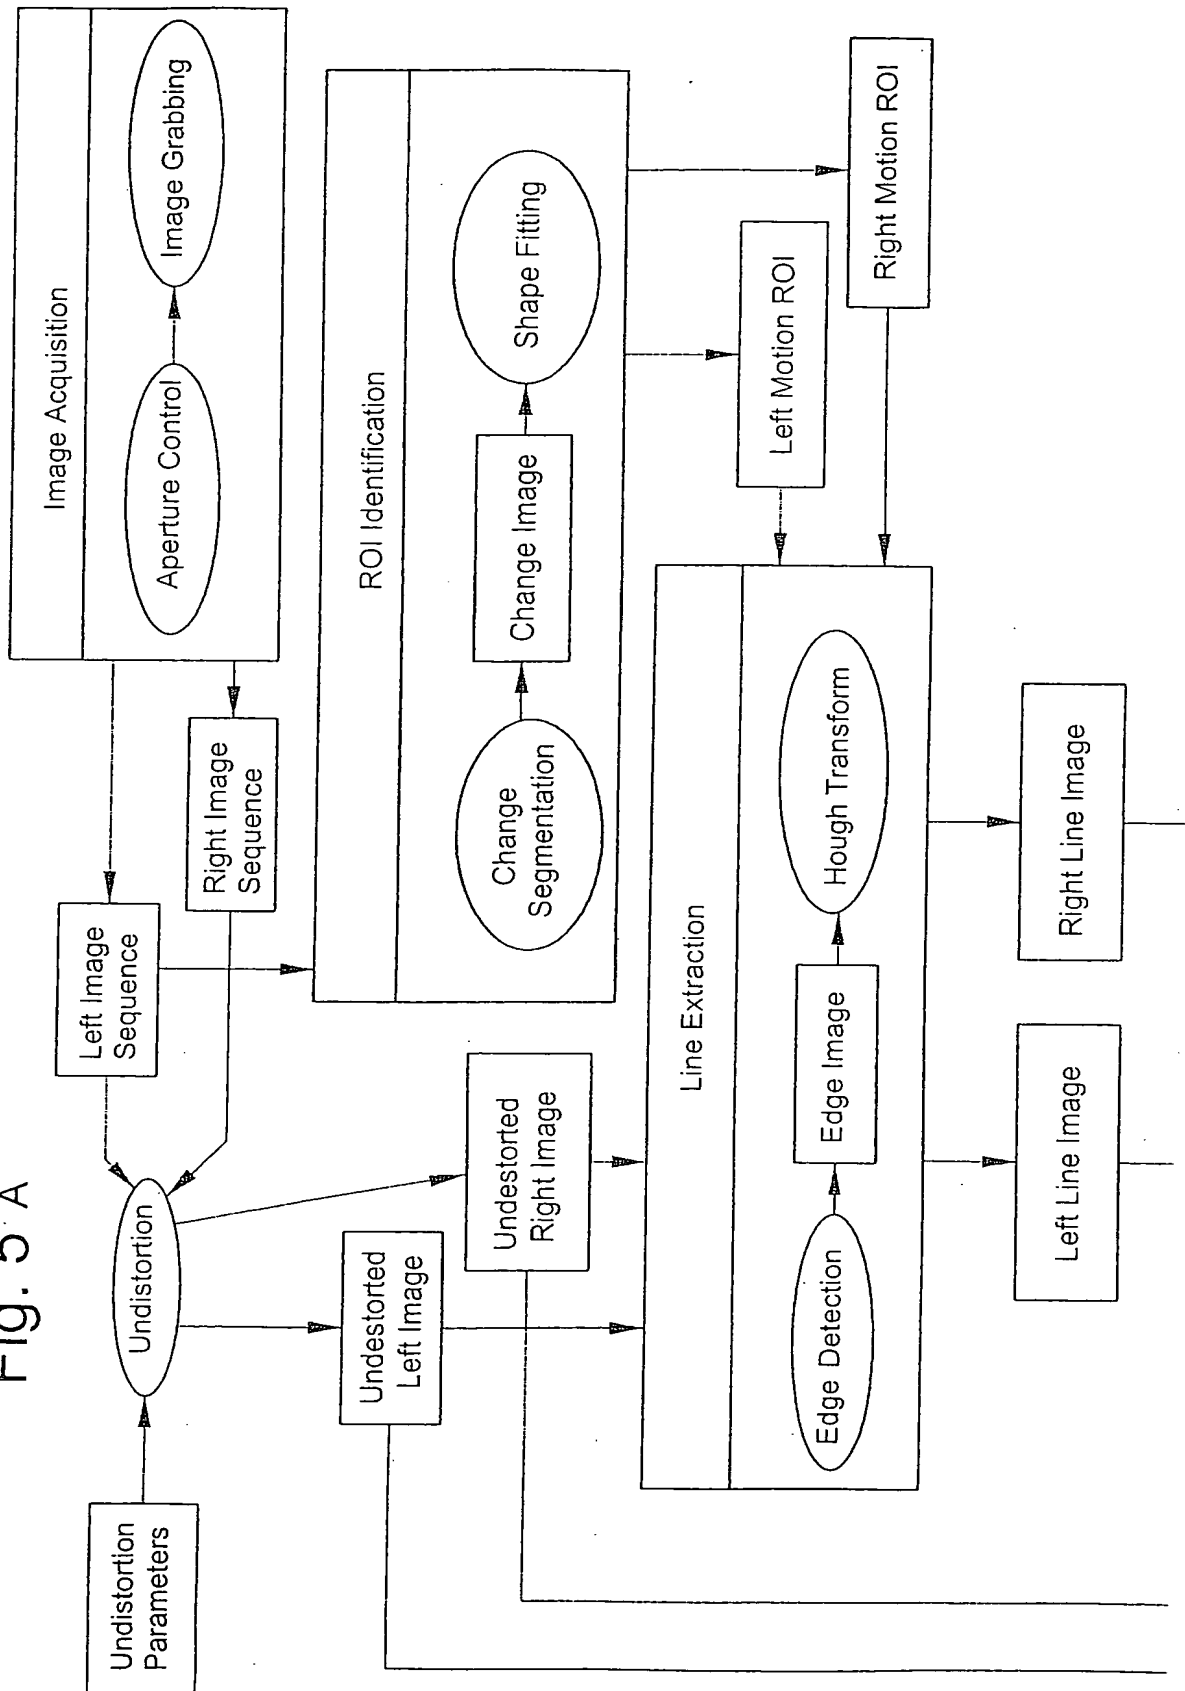 Fig. 5 A
Undistortion
Parameters
Undistortion
Left Image
Sequence
Right Image
Sequence
Image Acquisition
Aperture Control
Image Grabbing
Undestorted
Left Image
Undestorted
Right Image
ROI Identification
Change
Segmentation
Change Image
Shape Fitting
Left Motion ROI
Right Motion ROI
Line Extraction
Edge Detection
Edge Image
Hough Transform
Left Line Image
Right Line Image